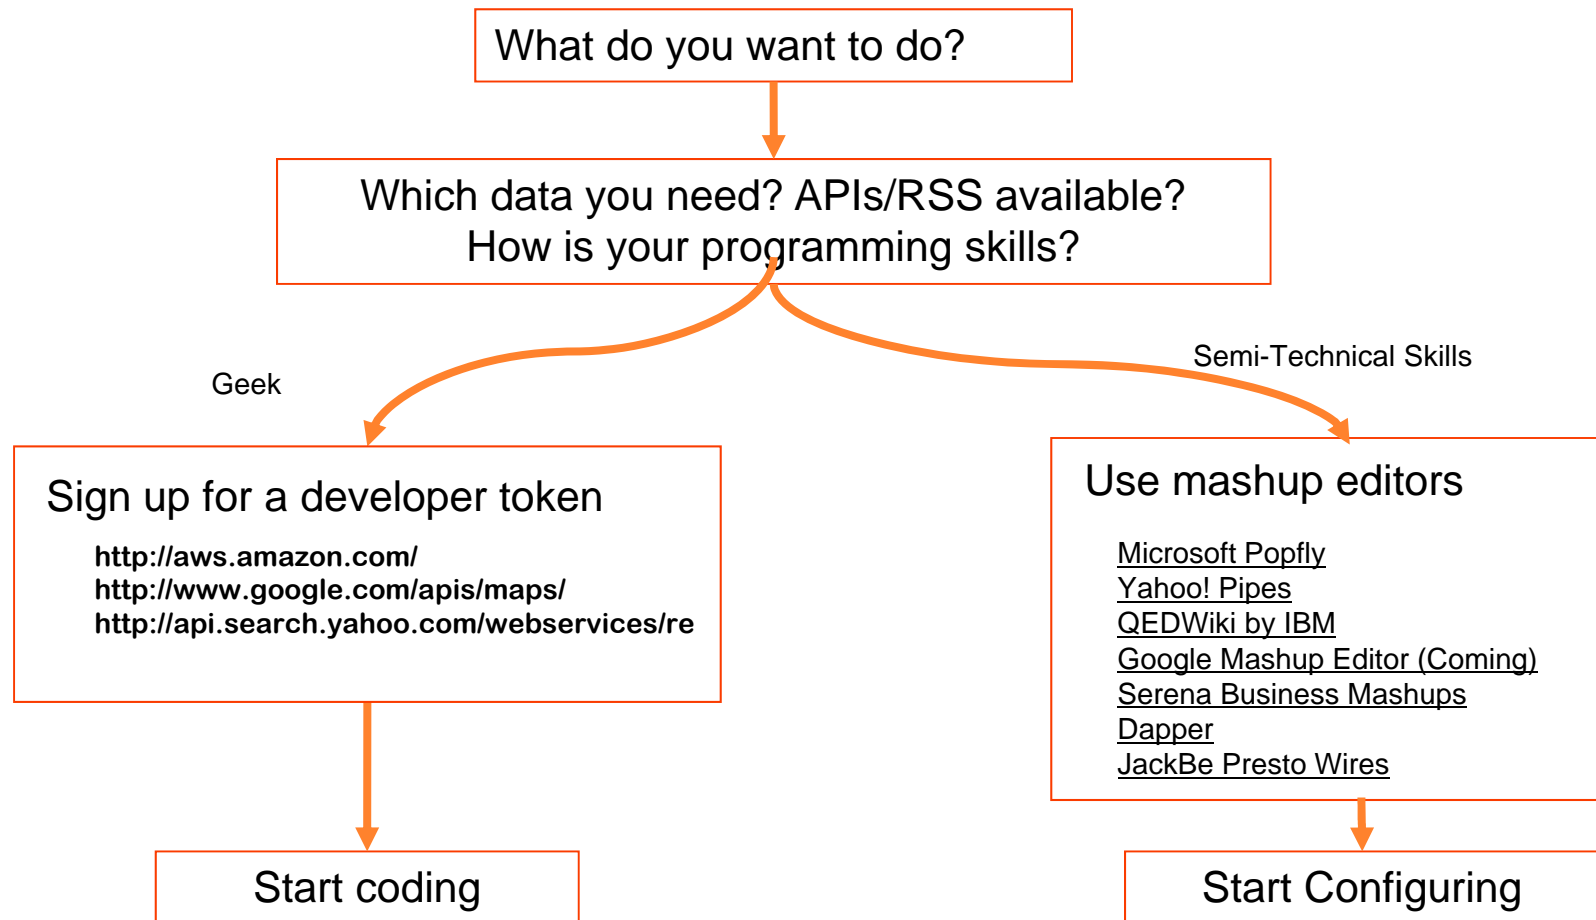 What do you want to do?
Which data you need? APIs/RSS available?
How is your programming skills?
Geek
Semi-Technical Skills
Sign up for a developer token
http://aws.amazon.com/
http://www.google.com/apis/maps/
http://api.search.yahoo.com/webservices/re
Use mashup editors
Microsoft Popfly
Yahoo! Pipes
QEDWiki by IBM
Google Mashup Editor (Coming)
Serena Business Mashups
Dapper
JackBe Presto Wires
Start coding
Start Configuring